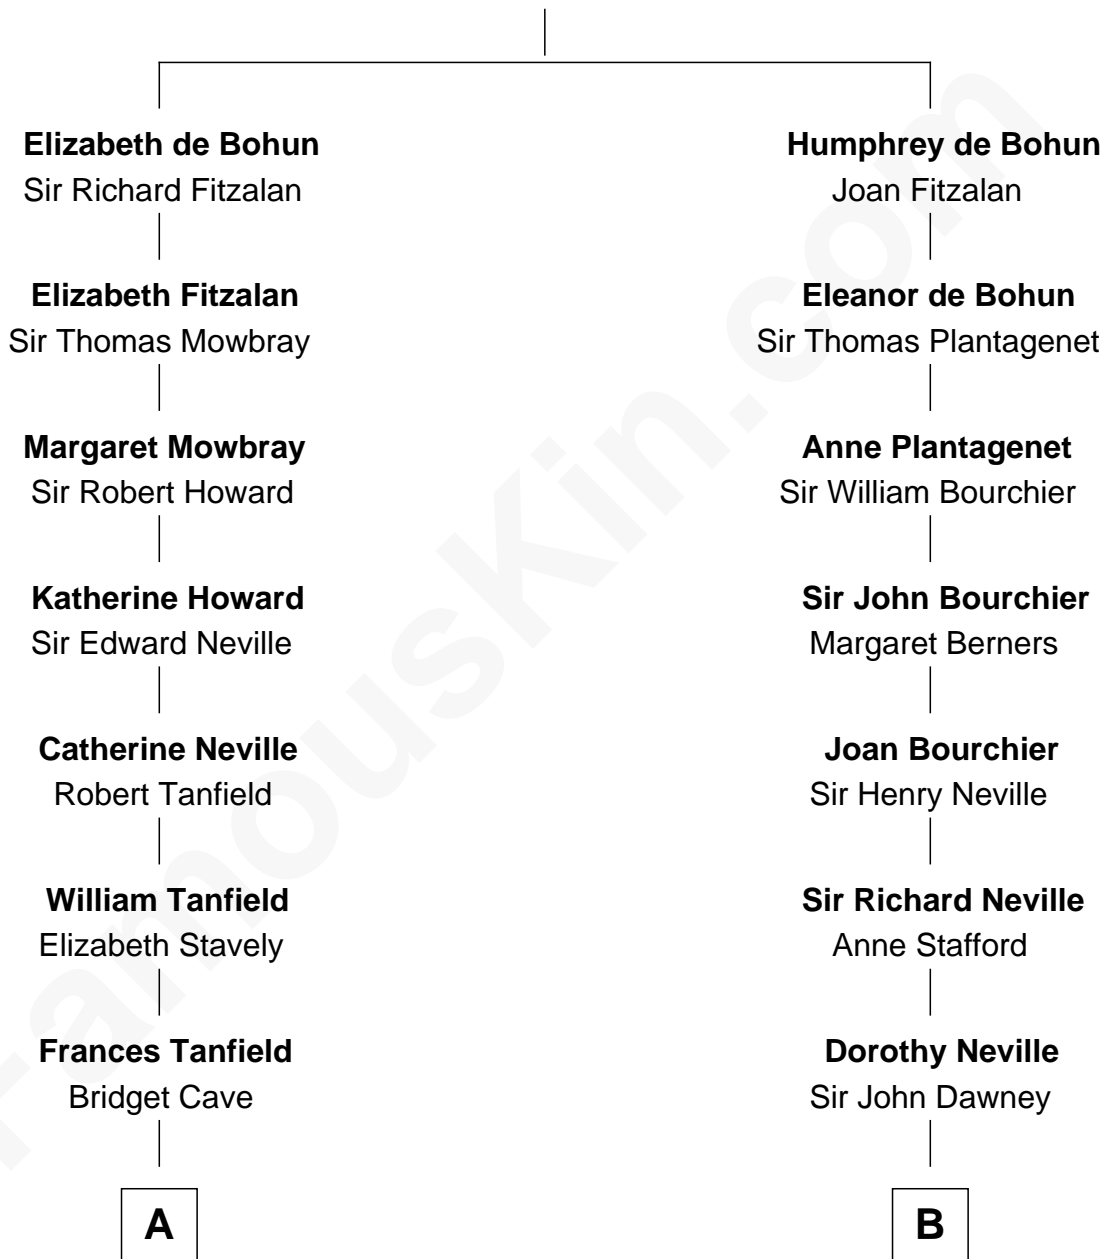 Elizabeth de Bohun
Sir Richard Fitzalan
Elizabeth Fitzalan
Sir Thomas Mowbray
Margaret Mowbray
Sir Robert Howard
Katherine Howard
Sir Edward Neville
Catherine Neville
Robert Tanfield
William Tanfield
Elizabeth Stavely
Frances Tanfield
Bridget Cave
A
Humphrey de Bohun
Joan Fitzalan
Eleanor de Bohun
Sir Thomas Plantagenet
Anne Plantagenet
Sir William Bourchier
Sir John Bourchier
Margaret Berners
Joan Bourchier
Sir Henry Neville
Sir Richard Neville
Anne Stafford
Dorothy Neville
Sir John Dawney
B
FamousKin.com